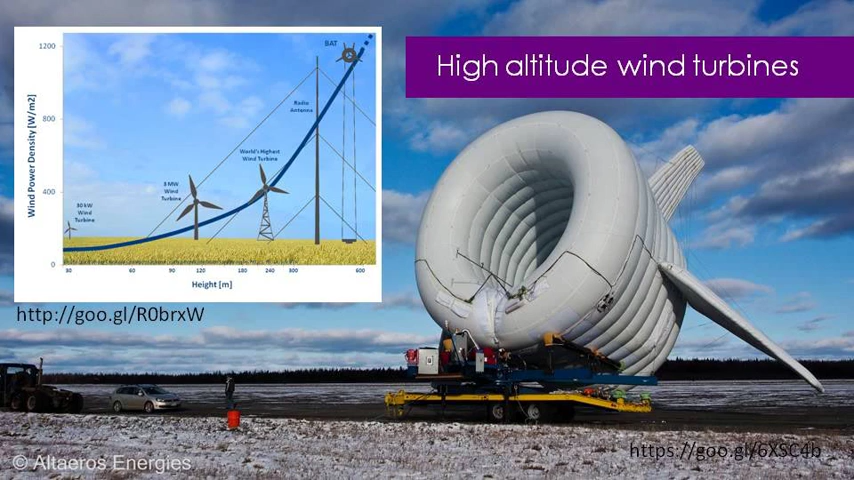 High altitude wind turbines
1200
800
400
0
Wind Power Density [W/m2]
BAT
Radio
Antenna
World's Highest
Wind Turbine
3 MW
Wind
Turbine
30 kW
Wind
Turbine
30 60 90 120 180 240 300 600
Height [m]
http://goo.gl/R0brxW
https://goo.gl/6XSC4b
© Altaeros Energies